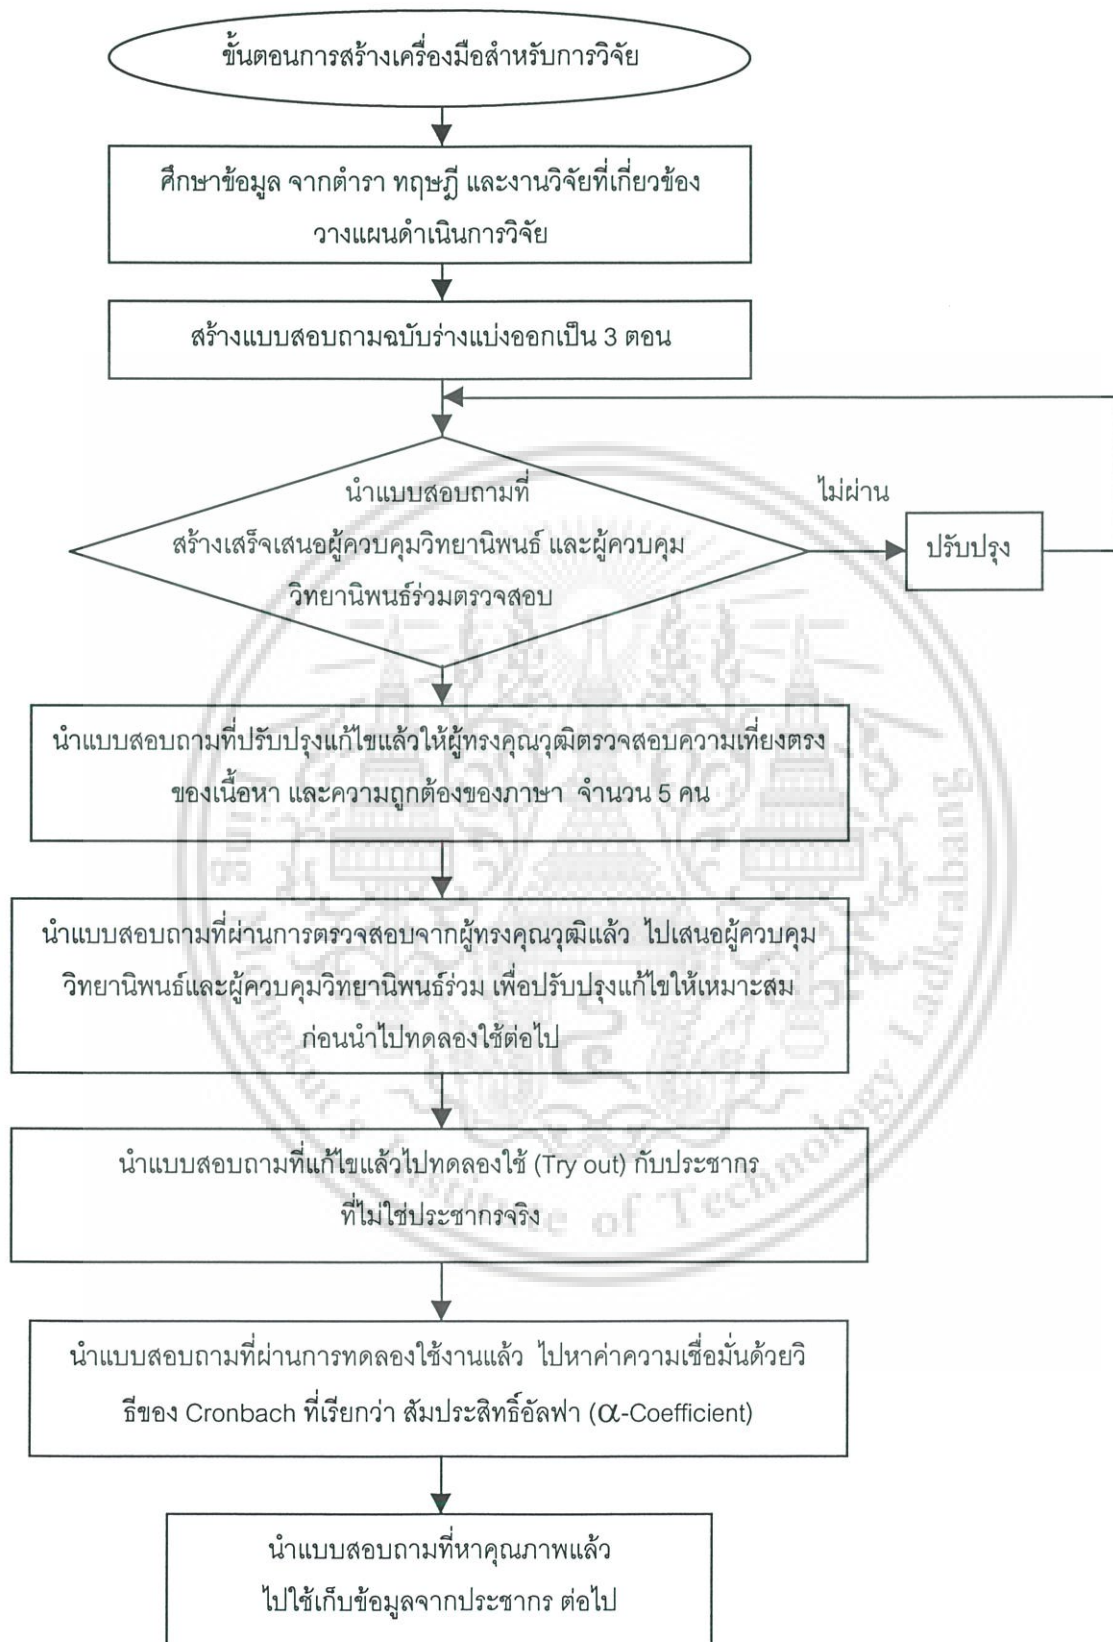 ขั้นตอนการสร้างเครื่องมือสำหรับการวิจัย
ศึกษาข้อมูล จากตำรา ทฤษฎี และงานวิจัยที่เกี่ยวข้อง
วางแผนดำเนินการวิจัย
สร้างแบบสอบถามฉบับร่างแบ่งออกเป็น 3 ตอน
นำแบบสอบถามที่
สร้างเสร็จเสนอผู้ควบคุมวิทยานิพนธ์ และผู้ควบคุม
วิทยานิพนธ์ร่วมตรวจสอบ
ไม่ผ่าน
ปรับปรุง
นำแบบสอบถามที่ปรับปรุงแก้ไขแล้วให้ผู้ทรงคุณวุฒิตรวจสอบความเที่ยงตรง
ของเนื้อหา และความถูกต้องของภาษา จำนวน 5 คน
นำแบบสอบถามที่ผ่านการตรวจสอบจากผู้ทรงคุณวุฒิแล้ว ไปเสนอผู้ควบคุม
วิทยานิพนธ์และผู้ควบคุมวิทยานิพนธ์ร่วม เพื่อปรับปรุงแก้ไขให้เหมาะสม
ก่อนนำไปทดลองใช้ต่อไป
นำแบบสอบถามที่แก้ไขแล้วไปทดลองใช้ (Try out) กับประชากร
ที่ไม่ใช่ประชากรจริง
นำแบบสอบถามที่ผ่านการทดลองใช้งานแล้ว ไปหาค่าความเชื่อมั่นด้วยวิ
ธีของ Cronbach ที่เรียกว่า สัมประสิทธิ์อัลฟา (α-Coefficient)
นำแบบสอบถามที่หาคุณภาพแล้ว
ไปใช้เก็บข้อมูลจากประชากร ต่อไป
of Technology Ladkrabang